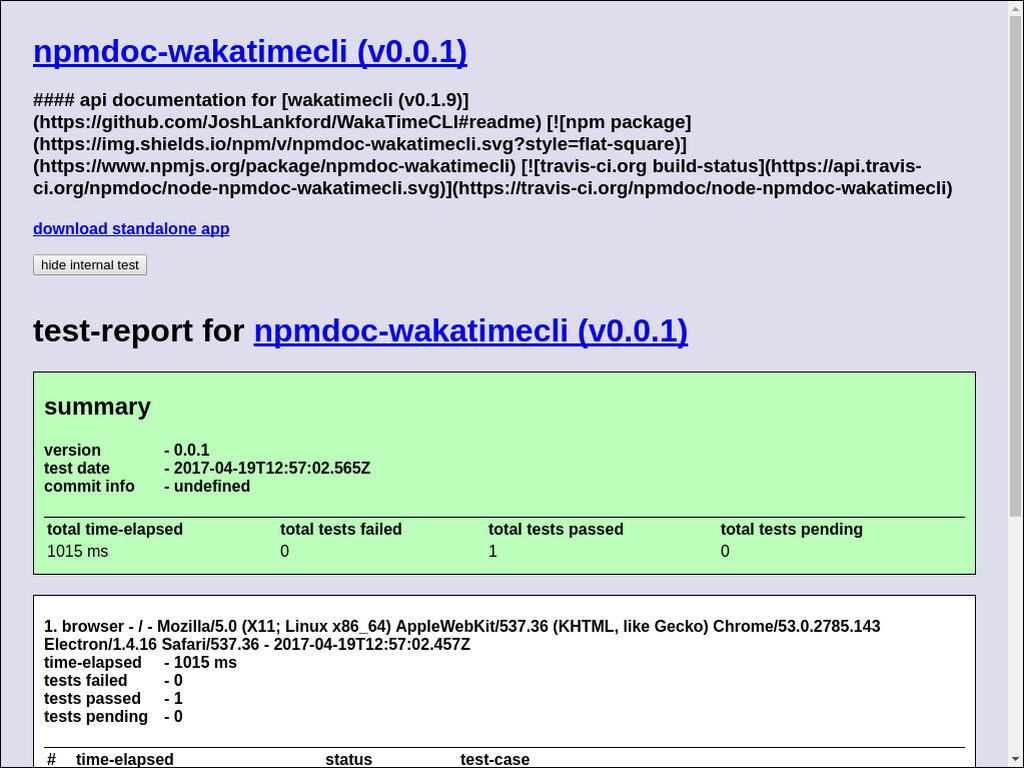 npmdoc-wakatimecli (v0.0.1)
#### api documentation for [wakatimecli (v0.1.9)]
(https://github.com/JoshLankford/WakaTimeCLI#readme) [![npm package]
(https://img.shields.io/npm/v/npmdoc-wakatimecli.svg?style=flat-square)]
(https://www.npmjs.org/package/npmdoc-wakatimecli) [![travis-ci.org build-status](https://api.travis-
ci.org/npmdoc/node-npmdoc-wakatimecli.svg)](https://travis-ci.org/npmdoc/node-npmdoc-wakatimecli)
download standalone app
hide internal test
test-report for npmdoc-wakatimecli (v0.0.1)
summary
version - 0.0.1
test date - 2017-04-19T12:57:02.565Z
commit info - undefined
total time-elapsed total tests failed total tests passed total tests pending
1015 ms 0 1 0
1. browser - / - Mozilla/5.0 (X11; Linux x86_64) AppleWebKit/537.36 (KHTML, like Gecko) Chrome/53.0.2785.143
Electron/1.4.16 Safari/537.36 - 2017-04-19T12:57:02.457Z
time-elapsed - 1015 ms
tests failed - 0
tests passed - 1
tests pending - 0
# time-elapsed status test-case